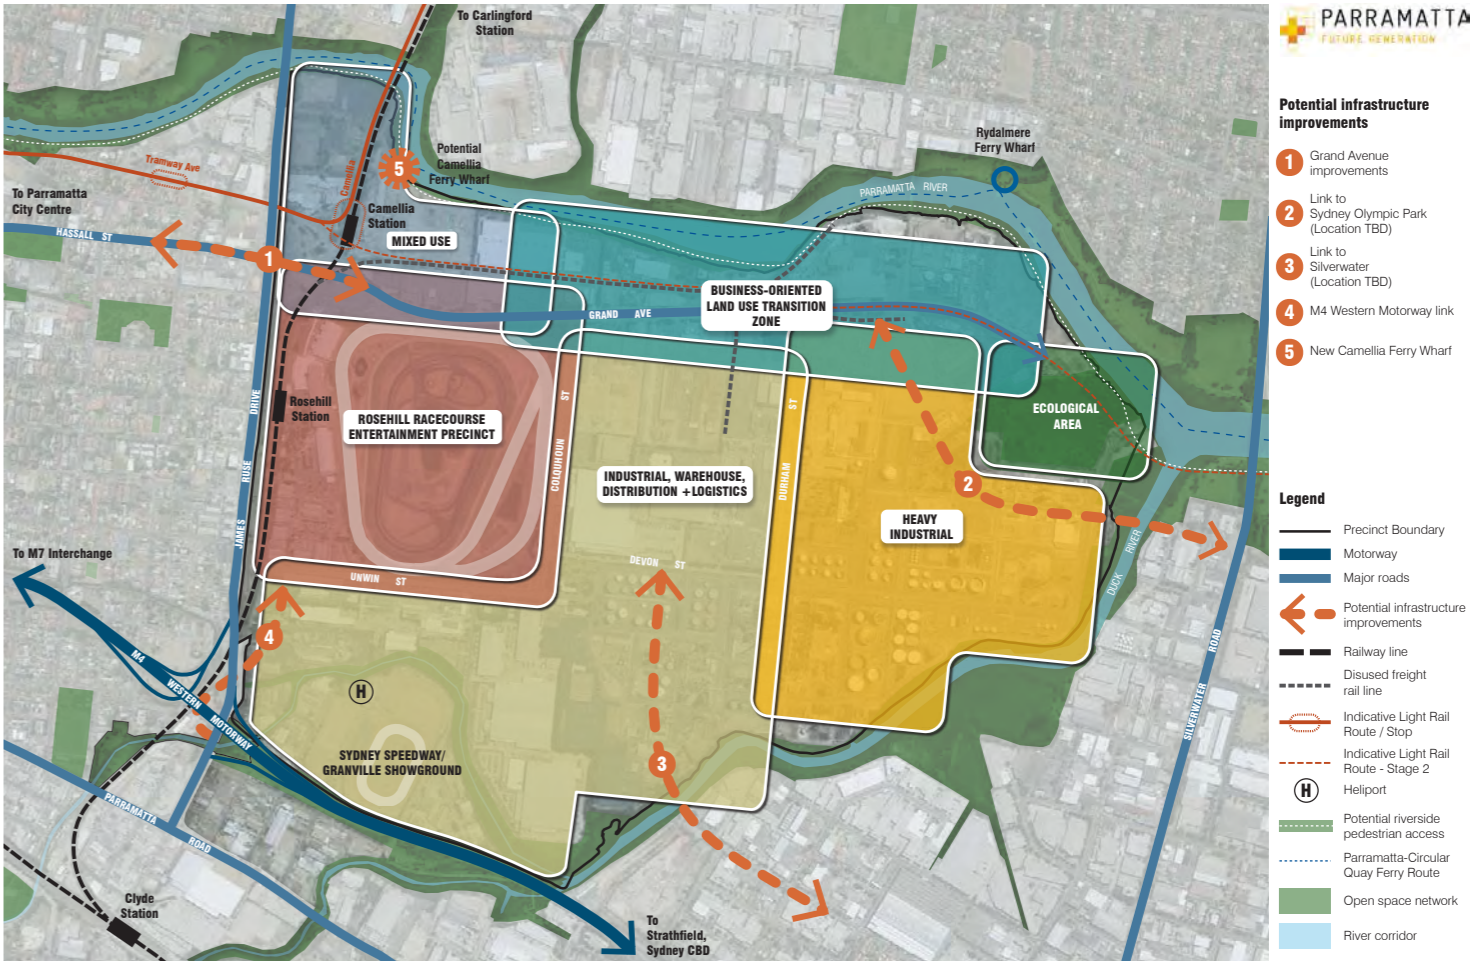 To Carlingford
Station
Tramway Ave
To Parramatta
City Centre
HASSALL ST
Camellia
5
Potential
Camellia
Ferry Wharf
Camellia
Station
MIXED USE
Rydalmere
Ferry Wharf
PARRAMATTA RIVER
1
BUSINESS-ORIENTED
LAND USE TRANSITION
ZONE
GRAND AVE
Rosehill
Station
ROSEHILL RACECOURSE
ENTERTAINMENT PRECINCT
JAMES RUSE DRIVE
COLQUHOUN ST
UNWIN ST
INDUSTRIAL, WAREHOUSE,
DISTRIBUTION +LOGISTICS
DURHAM ST
DEVON ST
ECOLOGICAL
AREA
2
HEAVY
INDUSTRIAL
DUCK RIVER
SILVERWATER ROAD
To M7 Interchange
4
M4 WESTERN MOTORWAY
H
SYDNEY SPEEDWAY/
GRANVILLE SHOWGROUND
3
PARRAMATTA ROAD
Clyde
Station
To
Strathfield,
Sydney CBD
PARRAMATTA
FUTURE GENERATION
Potential infrastructure
improvements
1 Grand Avenue
improvements
2 Link to
Sydney Olympic Park
(Location TBD)
3 Link to
Silverwater
(Location TBD)
4 M4 Western Motorway link
5 New Camellia Ferry Wharf
Legend
Precinct Boundary
Motorway
Major roads
Potential infrastructure
improvements
Railway line
Disused freight
rail line
Indicative Light Rail
Route / Stop
Indicative Light Rail
Route - Stage 2
H Heliport
Potential riverside
pedestrian access
Parramatta-Circular
Quay Ferry Route
Open space network
River corridor